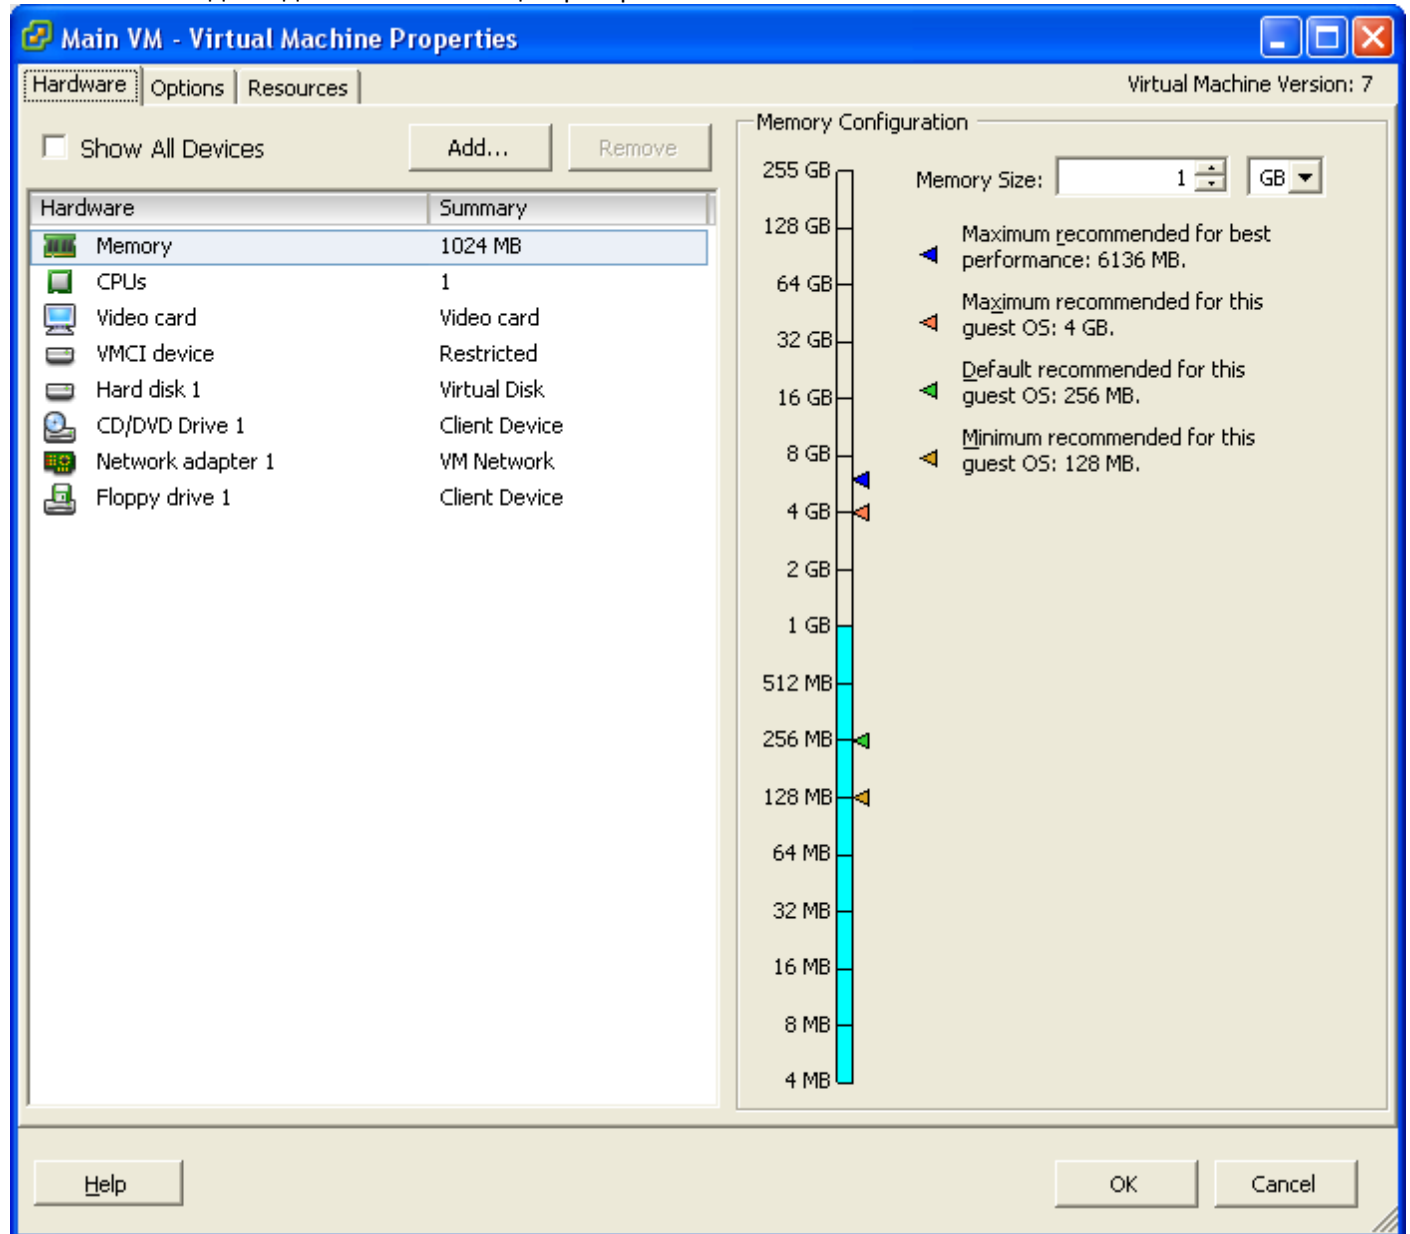 Main VM - Virtual Machine Properties
Hardware Options Resources Virtual Machine Version: 7
Show All Devices Add... Remove
Hardware Summary
Memory 1024 MB
CPUs 1
Video card Video card
VMCI device Restricted
Hard disk 1 Virtual Disk
CD/DVD Drive 1 Client Device
Network adapter 1 VM Network
Floppy drive 1 Client Device
Memory Configuration
255 GB
128 GB
64 GB
32 GB
16 GB
8 GB
4 GB
2 GB
1 GB
512 MB
256 MB
128 MB
64 MB
32 MB
16 MB
8 MB
4 MB
Memory Size: 1 GB
Maximum recommended for best
performance: 6136 MB.
Maximum recommended for this
guest OS: 4 GB.
Default recommended for this
guest OS: 256 MB.
Minimum recommended for this
guest OS: 128 MB.
Help OK Cancel